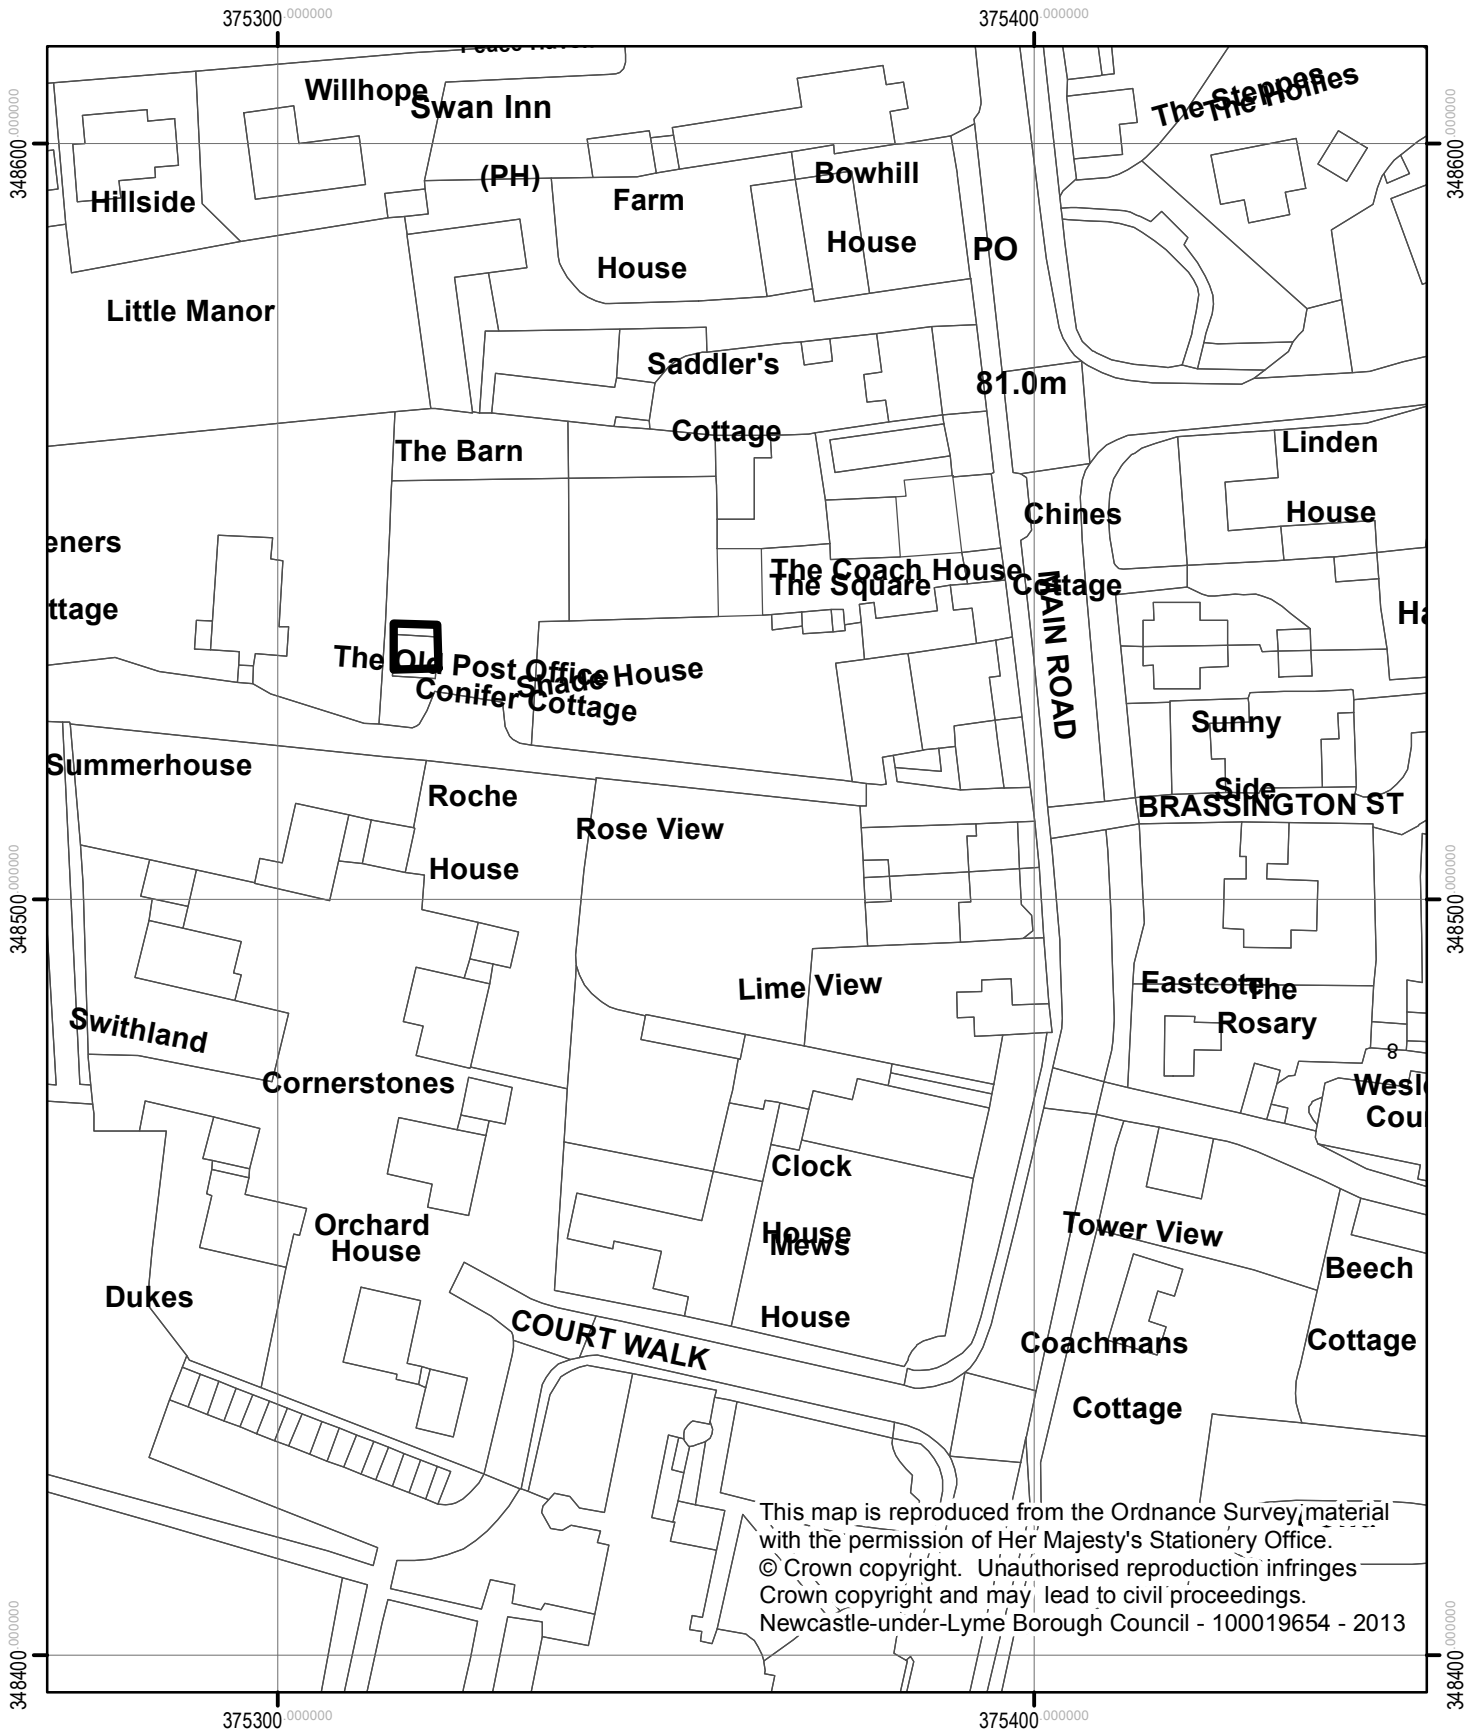 375300.000000
375400.000000
348600.000000
348600.000000
Willhope
Swan Inn
(PH)
The Steppes
The Hollies
Hillside
Farm
House
Bowhill
House
PO
Little Manor
Saddler's
Cottage
81.0m
The Barn
Linden
House
Chines
Cottage
eners
ttage
The Coach House
The Square
MAIN ROAD
The Old Post Office
Shade House
Conifer Cottage
Sunny
Side
BRASSINGTON ST
Summerhouse
Roche
House
Rose View
348500.000000
348500.000000
Lime View
Eastcote
The
Rosary
8
Swithland
Cornerstones
Clock
House
Mews
House
Orchard
House
Tower View
Beech
Cottage
Dukes
COURT WALK
Coachmans
Cottage
This map is reproduced from the Ordnance Survey material
with the permission of Her Majesty's Stationery Office.
© Crown copyright. Unauthorised reproduction infringes
Crown copyright and may lead to civil proceedings.
Newcastle-under-Lyme Borough Council - 100019654 - 2013
348400.000000
348400.000000
375300.000000
375400.000000